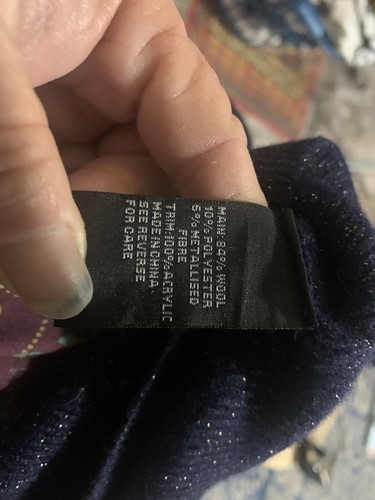 MAIN:84% WOOL
10% POLYESTER
6% METALLISED
FIBRE
TRIM:100% ACRYLIC
MADE IN CHINA.
SEE REVERSE
FOR CARE